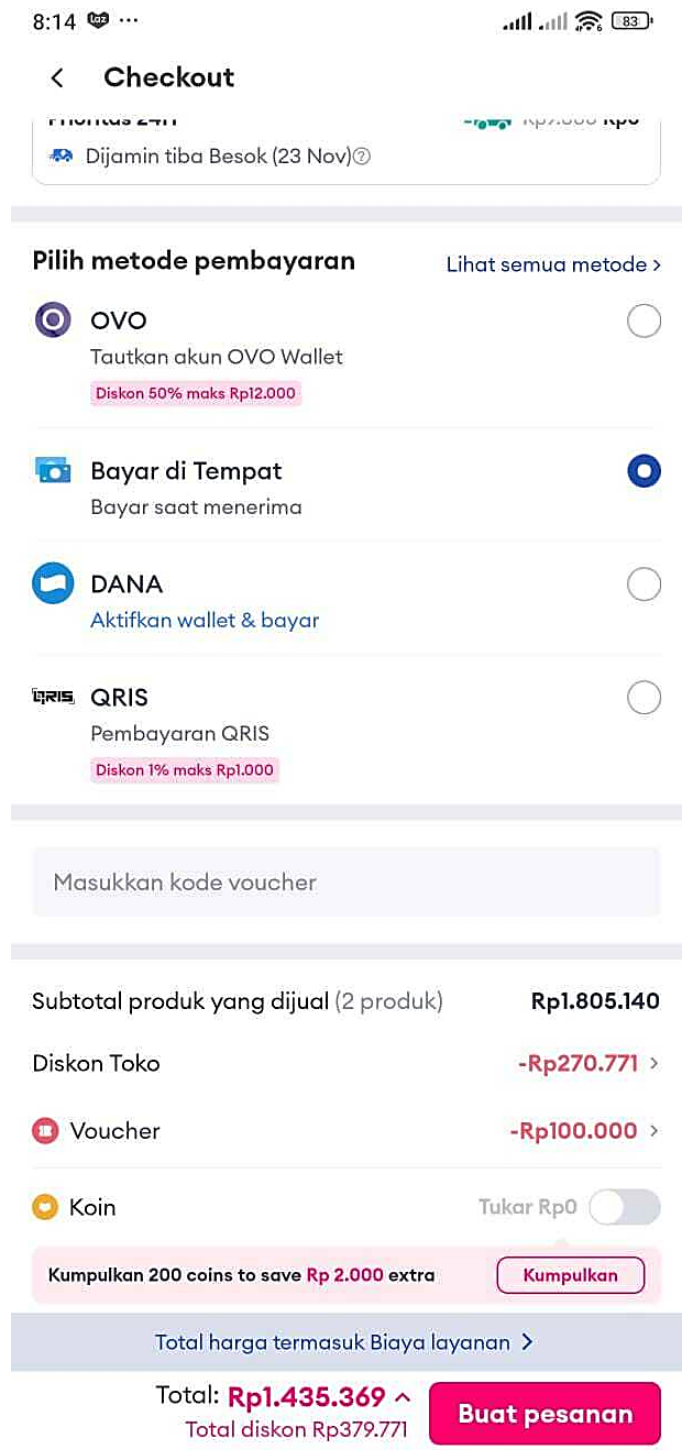 8:14 Laz ...
83
Checkout
Prioritas 24H Rp0
Dijamin tiba Besok (23 Nov)
Pilih metode pembayaran Lihat semua metode >
OVO
Tautkan akun OVO Wallet
Diskon 50% maks Rp12.000
Bayar di Tempat
Bayar saat menerima
DANA
Aktifkan wallet & bayar
QRIS QRIS
Pembayaran QRIS
Diskon 1% maks Rp1.000
Masukkan kode voucher
Subtotal produk yang dijual (2 produk) Rp1.805.140
Diskon Toko -Rp270.771 >
Voucher -Rp100.000 >
Koin Tukar Rp0
Kumpulkan 200 coins to save Rp 2.000 extra Kumpulkan
Total harga termasuk Biaya layanan >
Total: Rp1.435.369
Total diskon Rp379.771
Buat pesanan